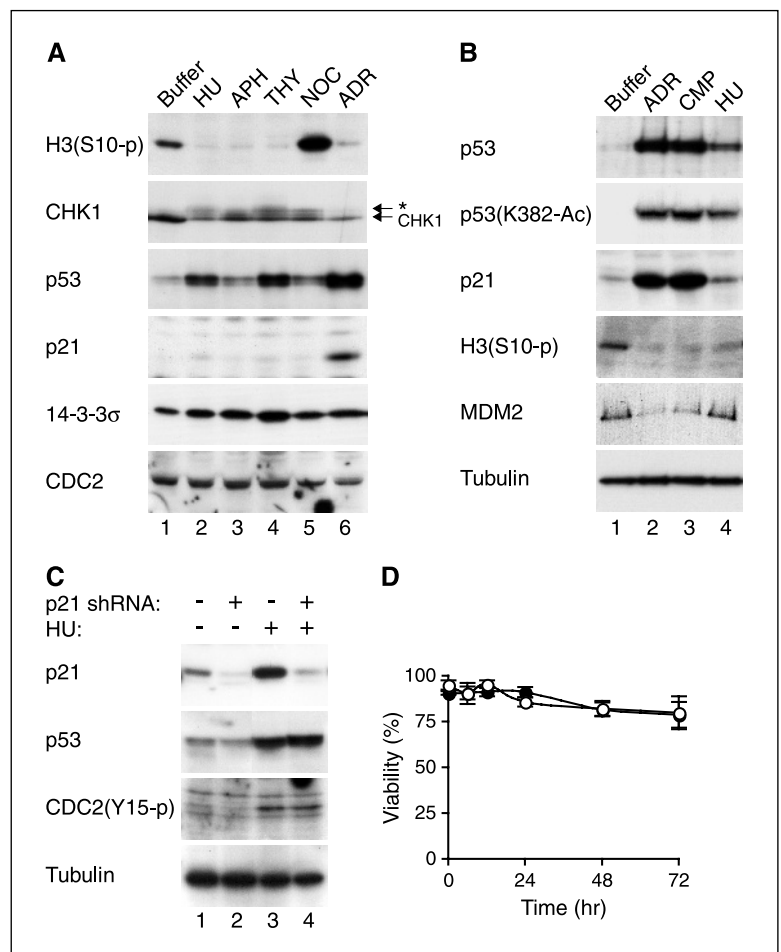 A
Buffer HU APH THY NOC ADR
H3(S10-p)
CHK1
*
CHK1
p53
p21
14-3-3σ
CDC2
1 2 3 4 5 6
B
Buffer ADR CMP HU
p53
p53(K382-Ac)
p21
H3(S10-p)
MDM2
Tubulin
1 2 3 4
C
p21 shRNA: - + - +
HU: - - + +
p21
p53
CDC2(Y15-p)
Tubulin
1 2 3 4
D
Viability (%)
100
75
50
25
0
0 24 48 72
Time (hr)